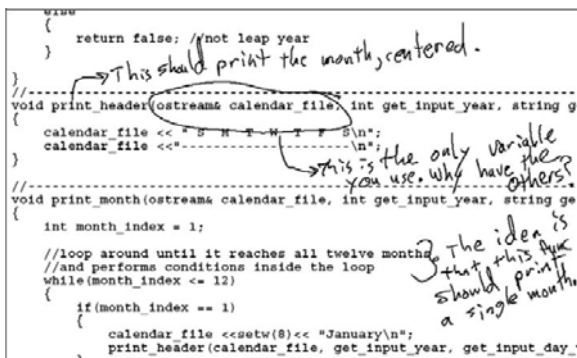 else
{
return false; //not leap year
}
}
This should print the month, centered.
//----------------------------------------------------------------------
void print_header(ostream& calendar_file, int get_input_year, string g
{
calendar_file << " S M T W T F S\n";
calendar_file <<"--------------------\n";
}
This is the only variable
you use. Why have the
others?
//----------------------------------------------------------------------
void print_month(ostream& calendar_file, int get_input_year, string ge
{
int month_index = 1;
//loop around until it reaches all twelve months
//and performs conditions inside the loop
while(month_index <= 12)
The idea is
that this func
should print
a single month.
{
if(month_index == 1)
{
calendar_file <<setw(8)<< "January\n";
print_header(calendar_file, get_input_year, get_input_day_